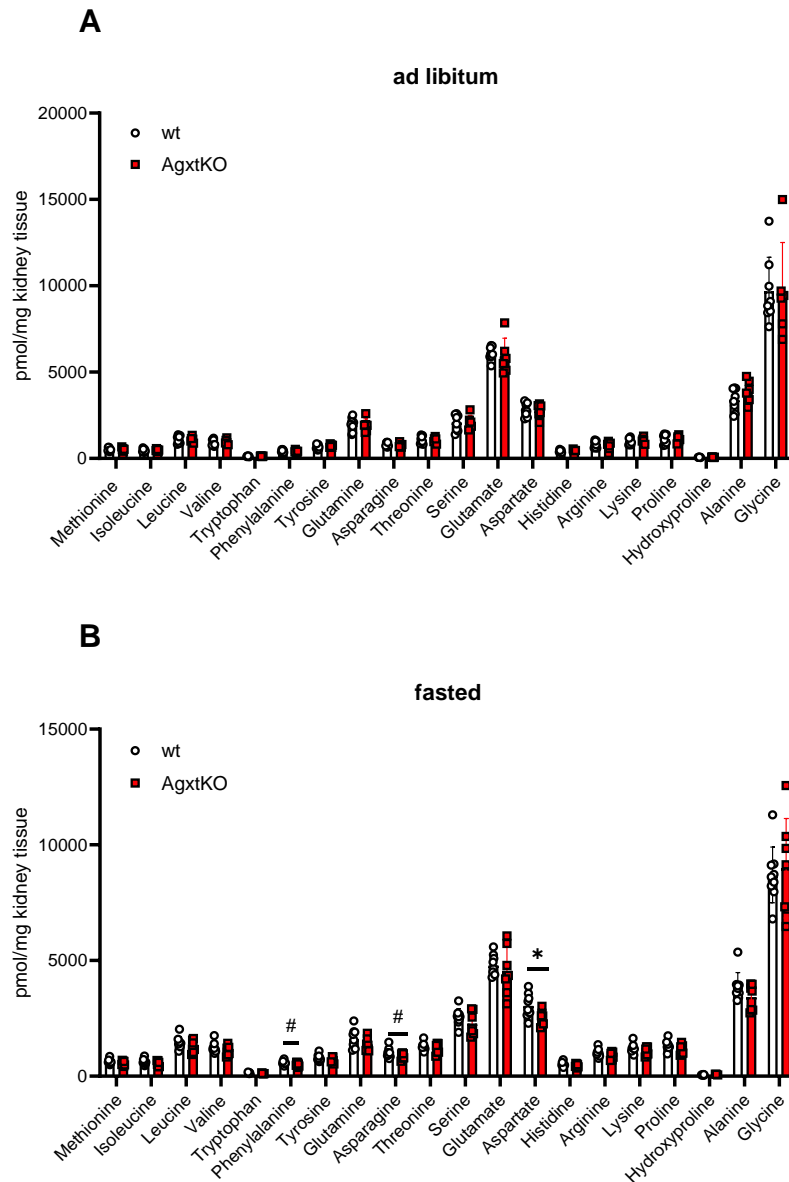 A
ad libitum
20000
15000
10000
5000
0
pmol/mg kidney tissue
wt
AgxtKO
Methionine
Isoleucine
Leucine
Valine
Tryptophan
Phenylalanine
Tyrosine
Glutamine
Asparagine
Threonine
Serine
Glutamate
Aspartate
Histidine
Arginine
Lysine
Proline
Hydroxyproline
Alanine
Glycine
B
fasted
15000
10000
5000
0
pmol/mg kidney tissue
wt
AgxtKO
#
#
*
Methionine
Isoleucine
Leucine
Valine
Tryptophan
Phenylalanine
Tyrosine
Glutamine
Asparagine
Threonine
Serine
Glutamate
Aspartate
Histidine
Arginine
Lysine
Proline
Hydroxyproline
Alanine
Glycine